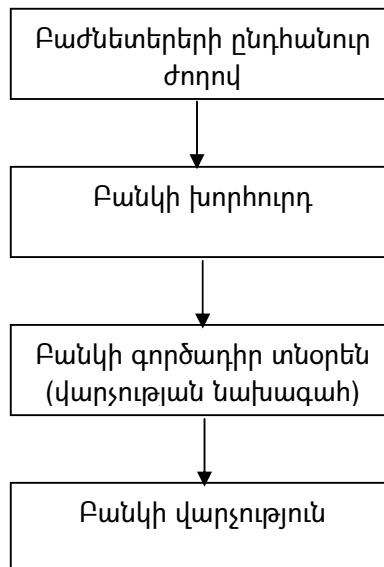 Բաժնետերերի ընդհանուր
ժողով
Բանկի խորհուրդ
Բանկի գործադիր տնօրեն
(վարչության նախագահ)
Բանկի վարչություն